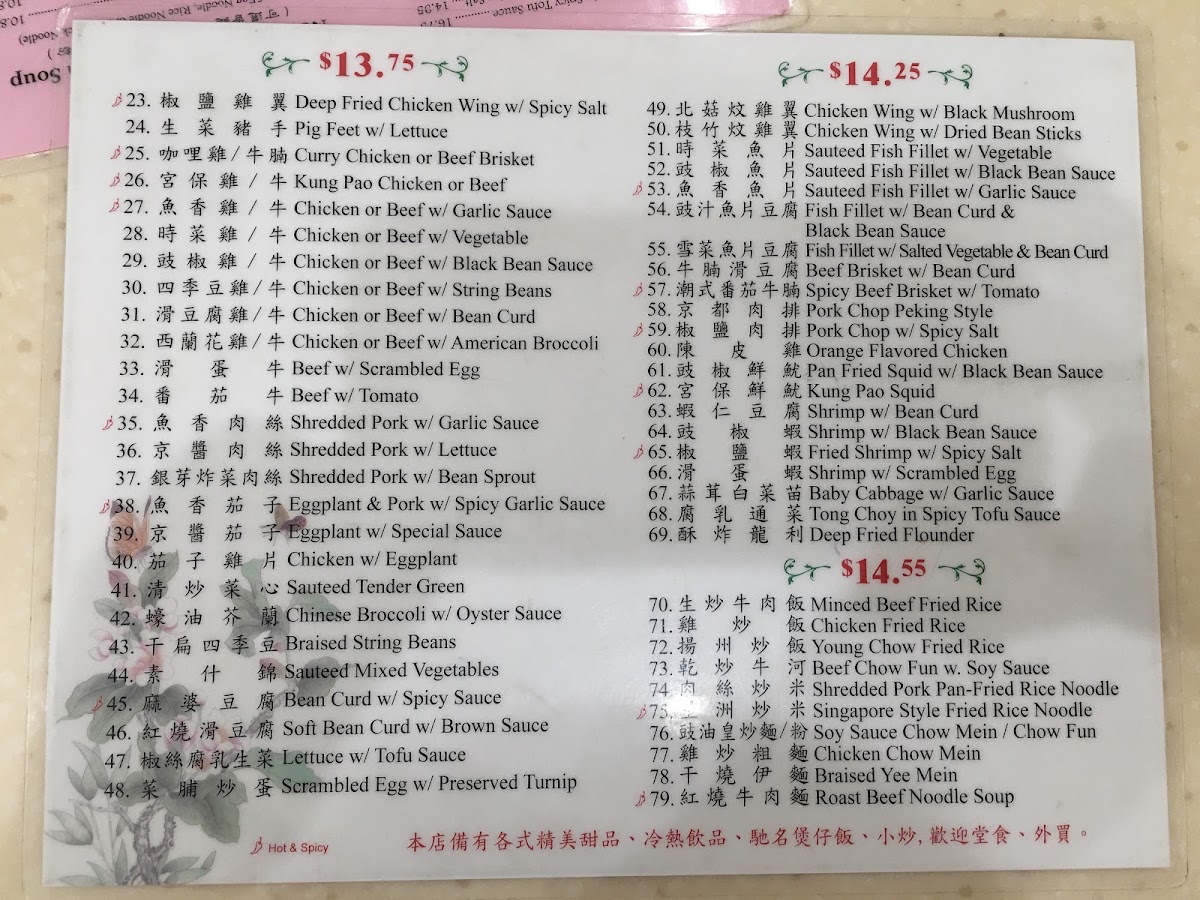 $13.75
23. 椒鹽雞翼 Deep Fried Chicken Wing w/ Spicy Salt
24. 生菜豬手 Pig Feet w/ Lettuce
25. 咖哩雞/牛腩 Curry Chicken or Beef Brisket
26. 宮保雞/牛 Kung Pao Chicken or Beef
27. 魚香雞/牛 Chicken or Beef w/ Garlic Sauce
28. 時菜雞/牛 Chicken or Beef w/ Vegetable
29. 豉椒雞/牛 Chicken or Beef w/ Black Bean Sauce
30. 四季豆雞/牛 Chicken or Beef w/ String Beans
31. 滑豆腐雞/牛 Chicken or Beef w/ Bean Curd
32. 西蘭花雞/牛 Chicken or Beef w/ American Broccoli
33. 滑蛋牛 Beef w/ Scrambled Egg
34. 番茄牛 Beef w/ Tomato
35. 魚香肉絲 Shredded Pork w/ Garlic Sauce
36. 京醬肉絲 Shredded Pork w/ Lettuce
37. 銀芽炸菜肉絲 Shredded Pork w/ Bean Sprout
38. 魚香茄子 Eggplant & Pork w/ Spicy Garlic Sauce
39. 京醬茄子 Eggplant w/ Special Sauce
40. 茄子雞片 Chicken w/ Eggplant
41. 清炒菜心 Sauteed Tender Green
42. 蠔油芥蘭 Chinese Broccoli w/ Oyster Sauce
43. 干扁四季豆 Braised String Beans
44. 素什錦 Sauteed Mixed Vegetables
45. 麻婆豆腐 Bean Curd w/ Spicy Sauce
46. 紅燒滑豆腐 Soft Bean Curd w/ Brown Sauce
47. 椒絲腐乳生菜 Lettuce w/ Tofu Sauce
48. 菜脯炒蛋 Scrambled Egg w/ Preserved Turnip
Hot & Spicy
$14.25
49. 北菇炆雞翼 Chicken Wing w/ Black Mushroom
50. 枝竹炆雞翼 Chicken Wing w/ Dried Bean Sticks
51. 時菜魚片 Sauteed Fish Fillet w/ Vegetable
52. 豉椒魚片 Sauteed Fish Fillet w/ Black Bean Sauce
53. 魚香魚片 Sauteed Fish Fillet w/ Garlic Sauce
54. 豉汁魚片豆腐 Fish Fillet w/ Bean Curd &
Black Bean Sauce
55. 雪菜魚片豆腐 Fish Fillet w/ Salted Vegetable & Bean Curd
56. 牛腩滑豆腐 Beef Brisket w/ Bean Curd
57. 潮式番茄牛腩 Spicy Beef Brisket w/ Tomato
58. 京都肉排 Pork Chop Peking Style
59. 椒鹽肉排 Pork Chop w/ Spicy Salt
60. 陳皮雞 Orange Flavored Chicken
61. 豉椒鮮魷 Pan Fried Squid w/ Black Bean Sauce
62. 宮保鮮魷 Kung Pao Squid
63. 蝦仁豆腐 Shrimp w/ Bean Curd
64. 豉椒蝦 Shrimp w/ Black Bean Sauce
65. 椒鹽蝦 Fried Shrimp w/ Spicy Salt
66. 滑蛋蝦 Shrimp w/ Scrambled Egg
67. 蒜茸白菜苗 Baby Cabbage w/ Garlic Sauce
68. 腐乳通菜 Tong Choy in Spicy Tofu Sauce
69. 酥炸龍利 Deep Fried Flounder
$14.55
70. 生炒牛肉飯 Minced Beef Fried Rice
71. 雞炒飯 Chicken Fried Rice
72. 揚州炒飯 Young Chow Fried Rice
73. 乾炒牛河 Beef Chow Fun w. Soy Sauce
74. 肉絲炒米 Shredded Pork Pan-Fried Rice Noodle
75. 洲炒米 Singapore Style Fried Rice Noodle
76. 豉油皇炒麵/粉 Soy Sauce Chow Mein / Chow Fun
77. 雞炒粗麵 Chicken Chow Mein
78. 干燒伊麵 Braised Yee Mein
79. 紅燒牛肉麵 Roast Beef Noodle Soup
本店備有各式精美甜品、冷熱飲品、馳名煲仔飯、小炒,歡迎堂食、外買。